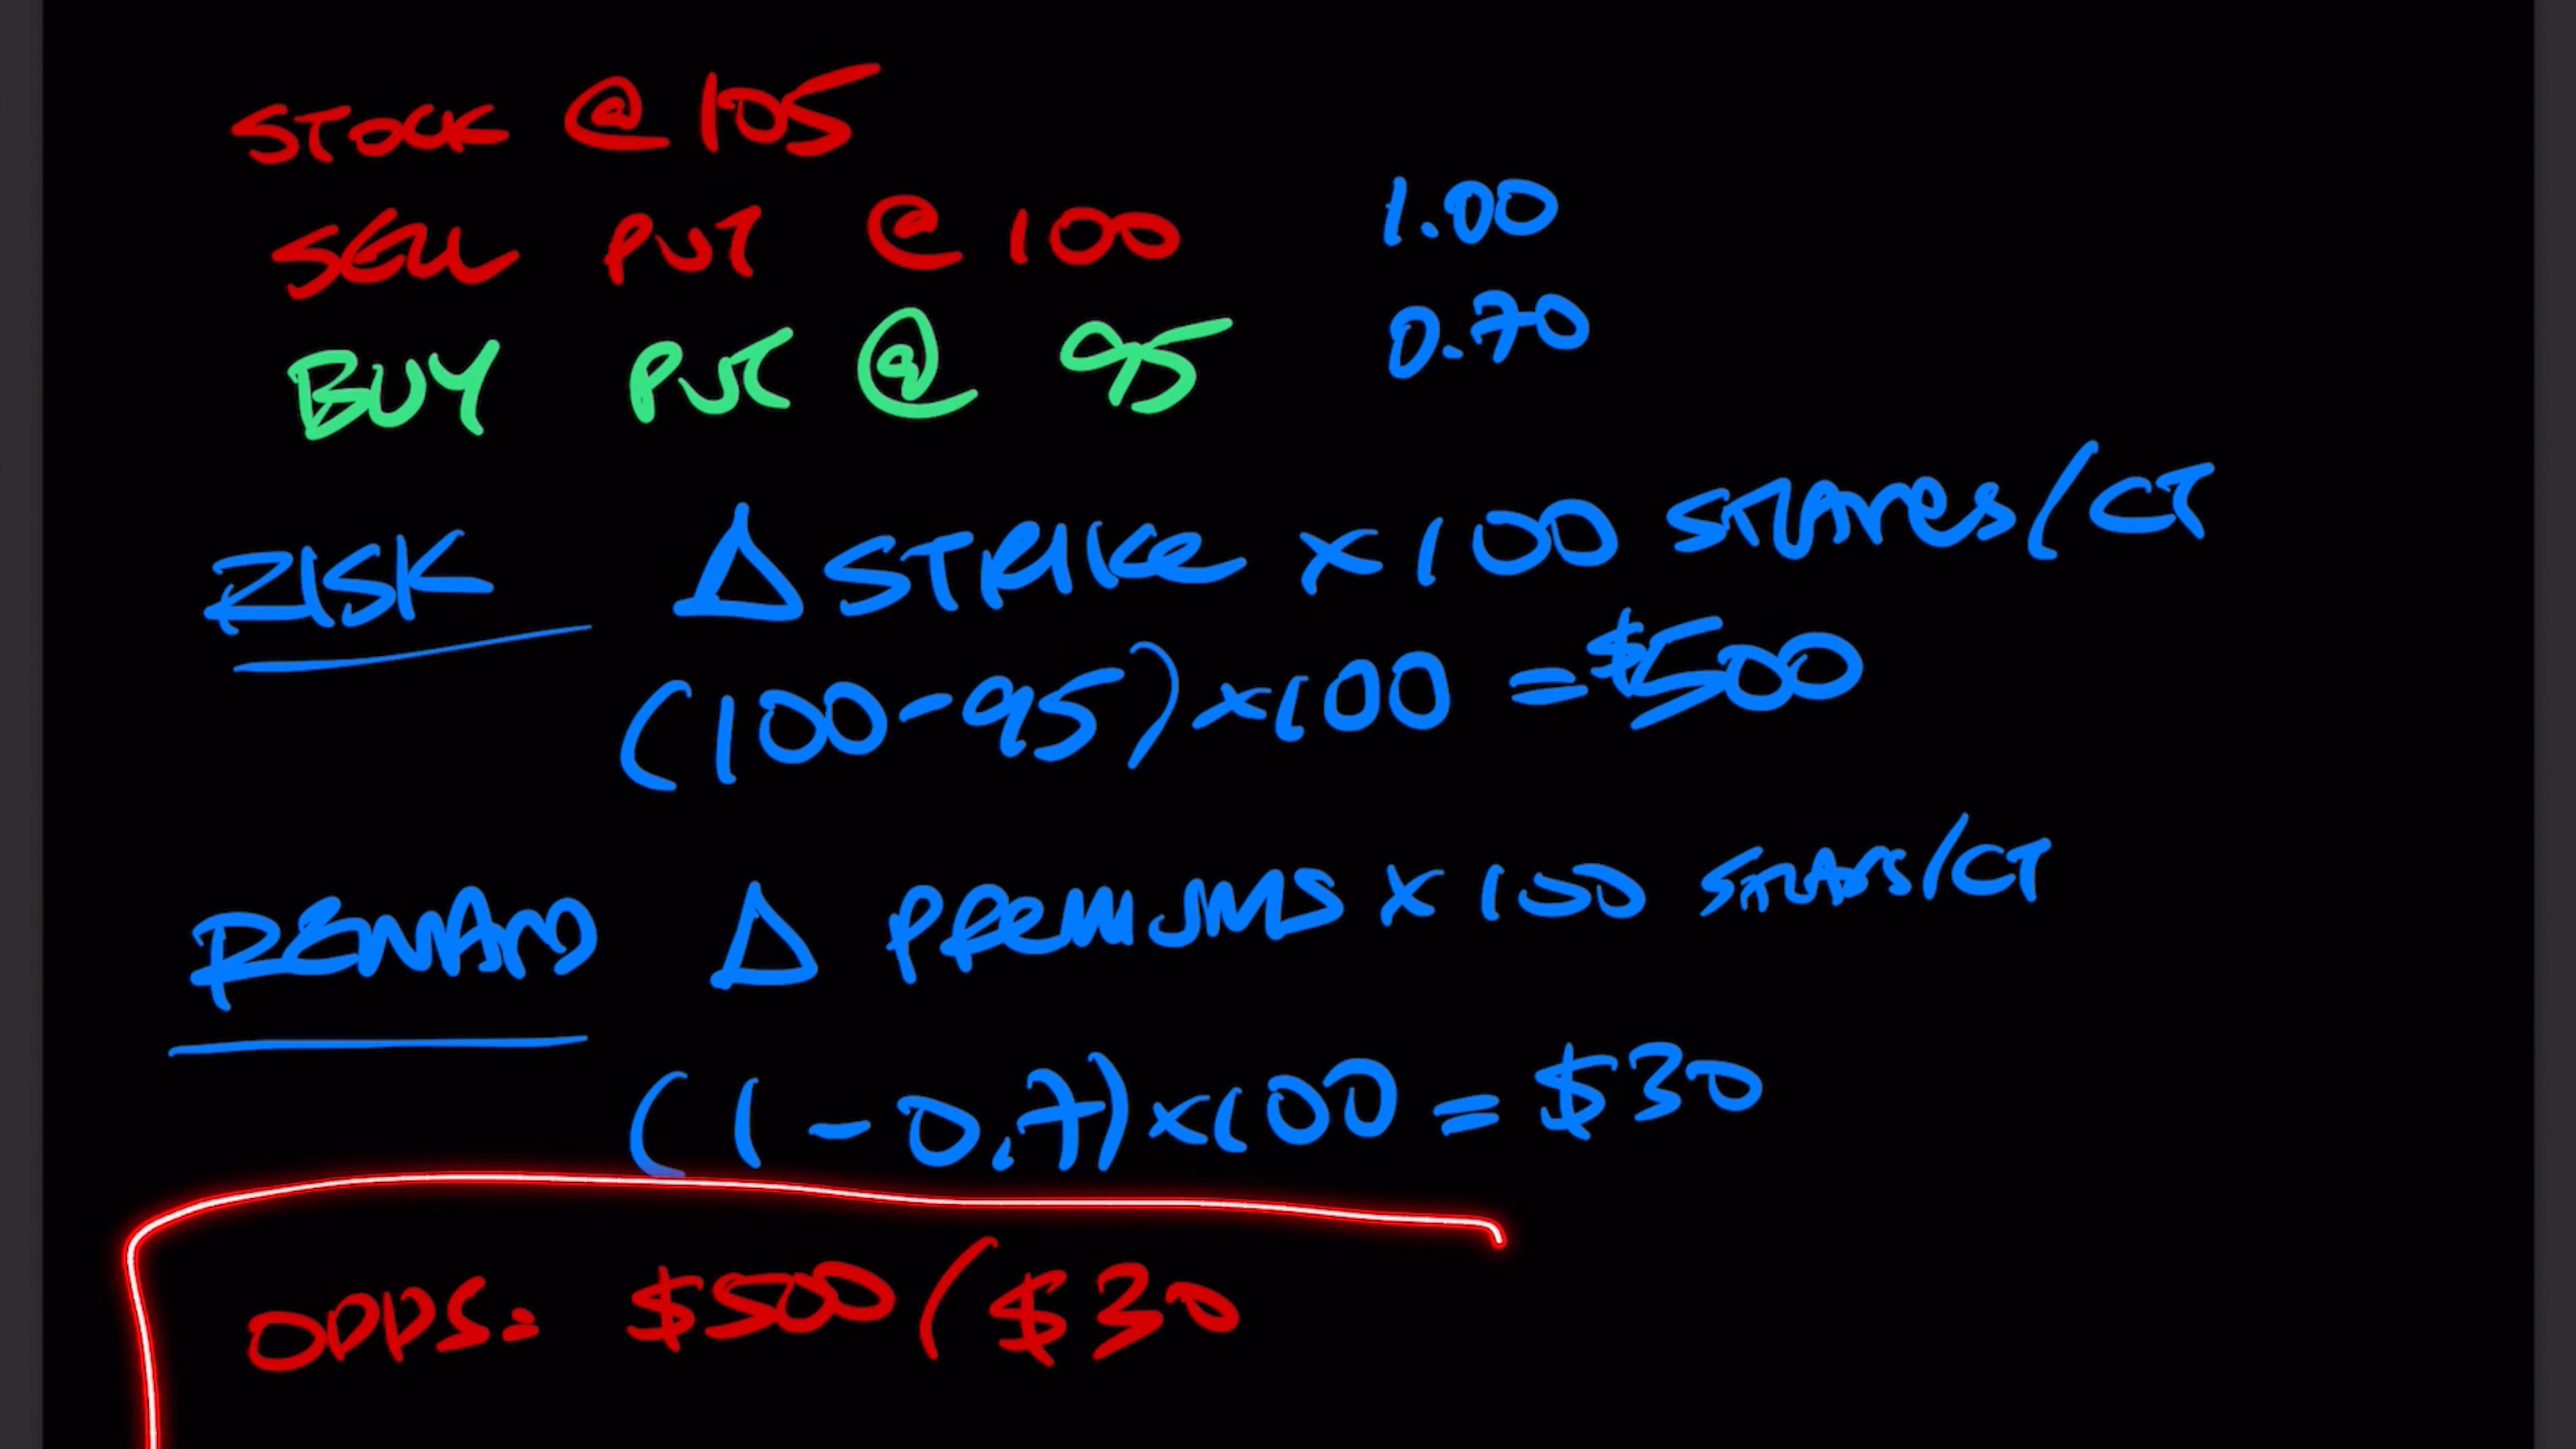 STOCK @ 105
SELL PUT @ 100 1.00
BUY PUT @ 95 0.70
RISK Δ STRIKE × 100 SHAres/CT
(100-95) × 100 = $500
REWARD Δ PREMIUMS × 100 SHARS/CT
(1 - 0.7) × 100 = $30
ODDS = $500 / $30